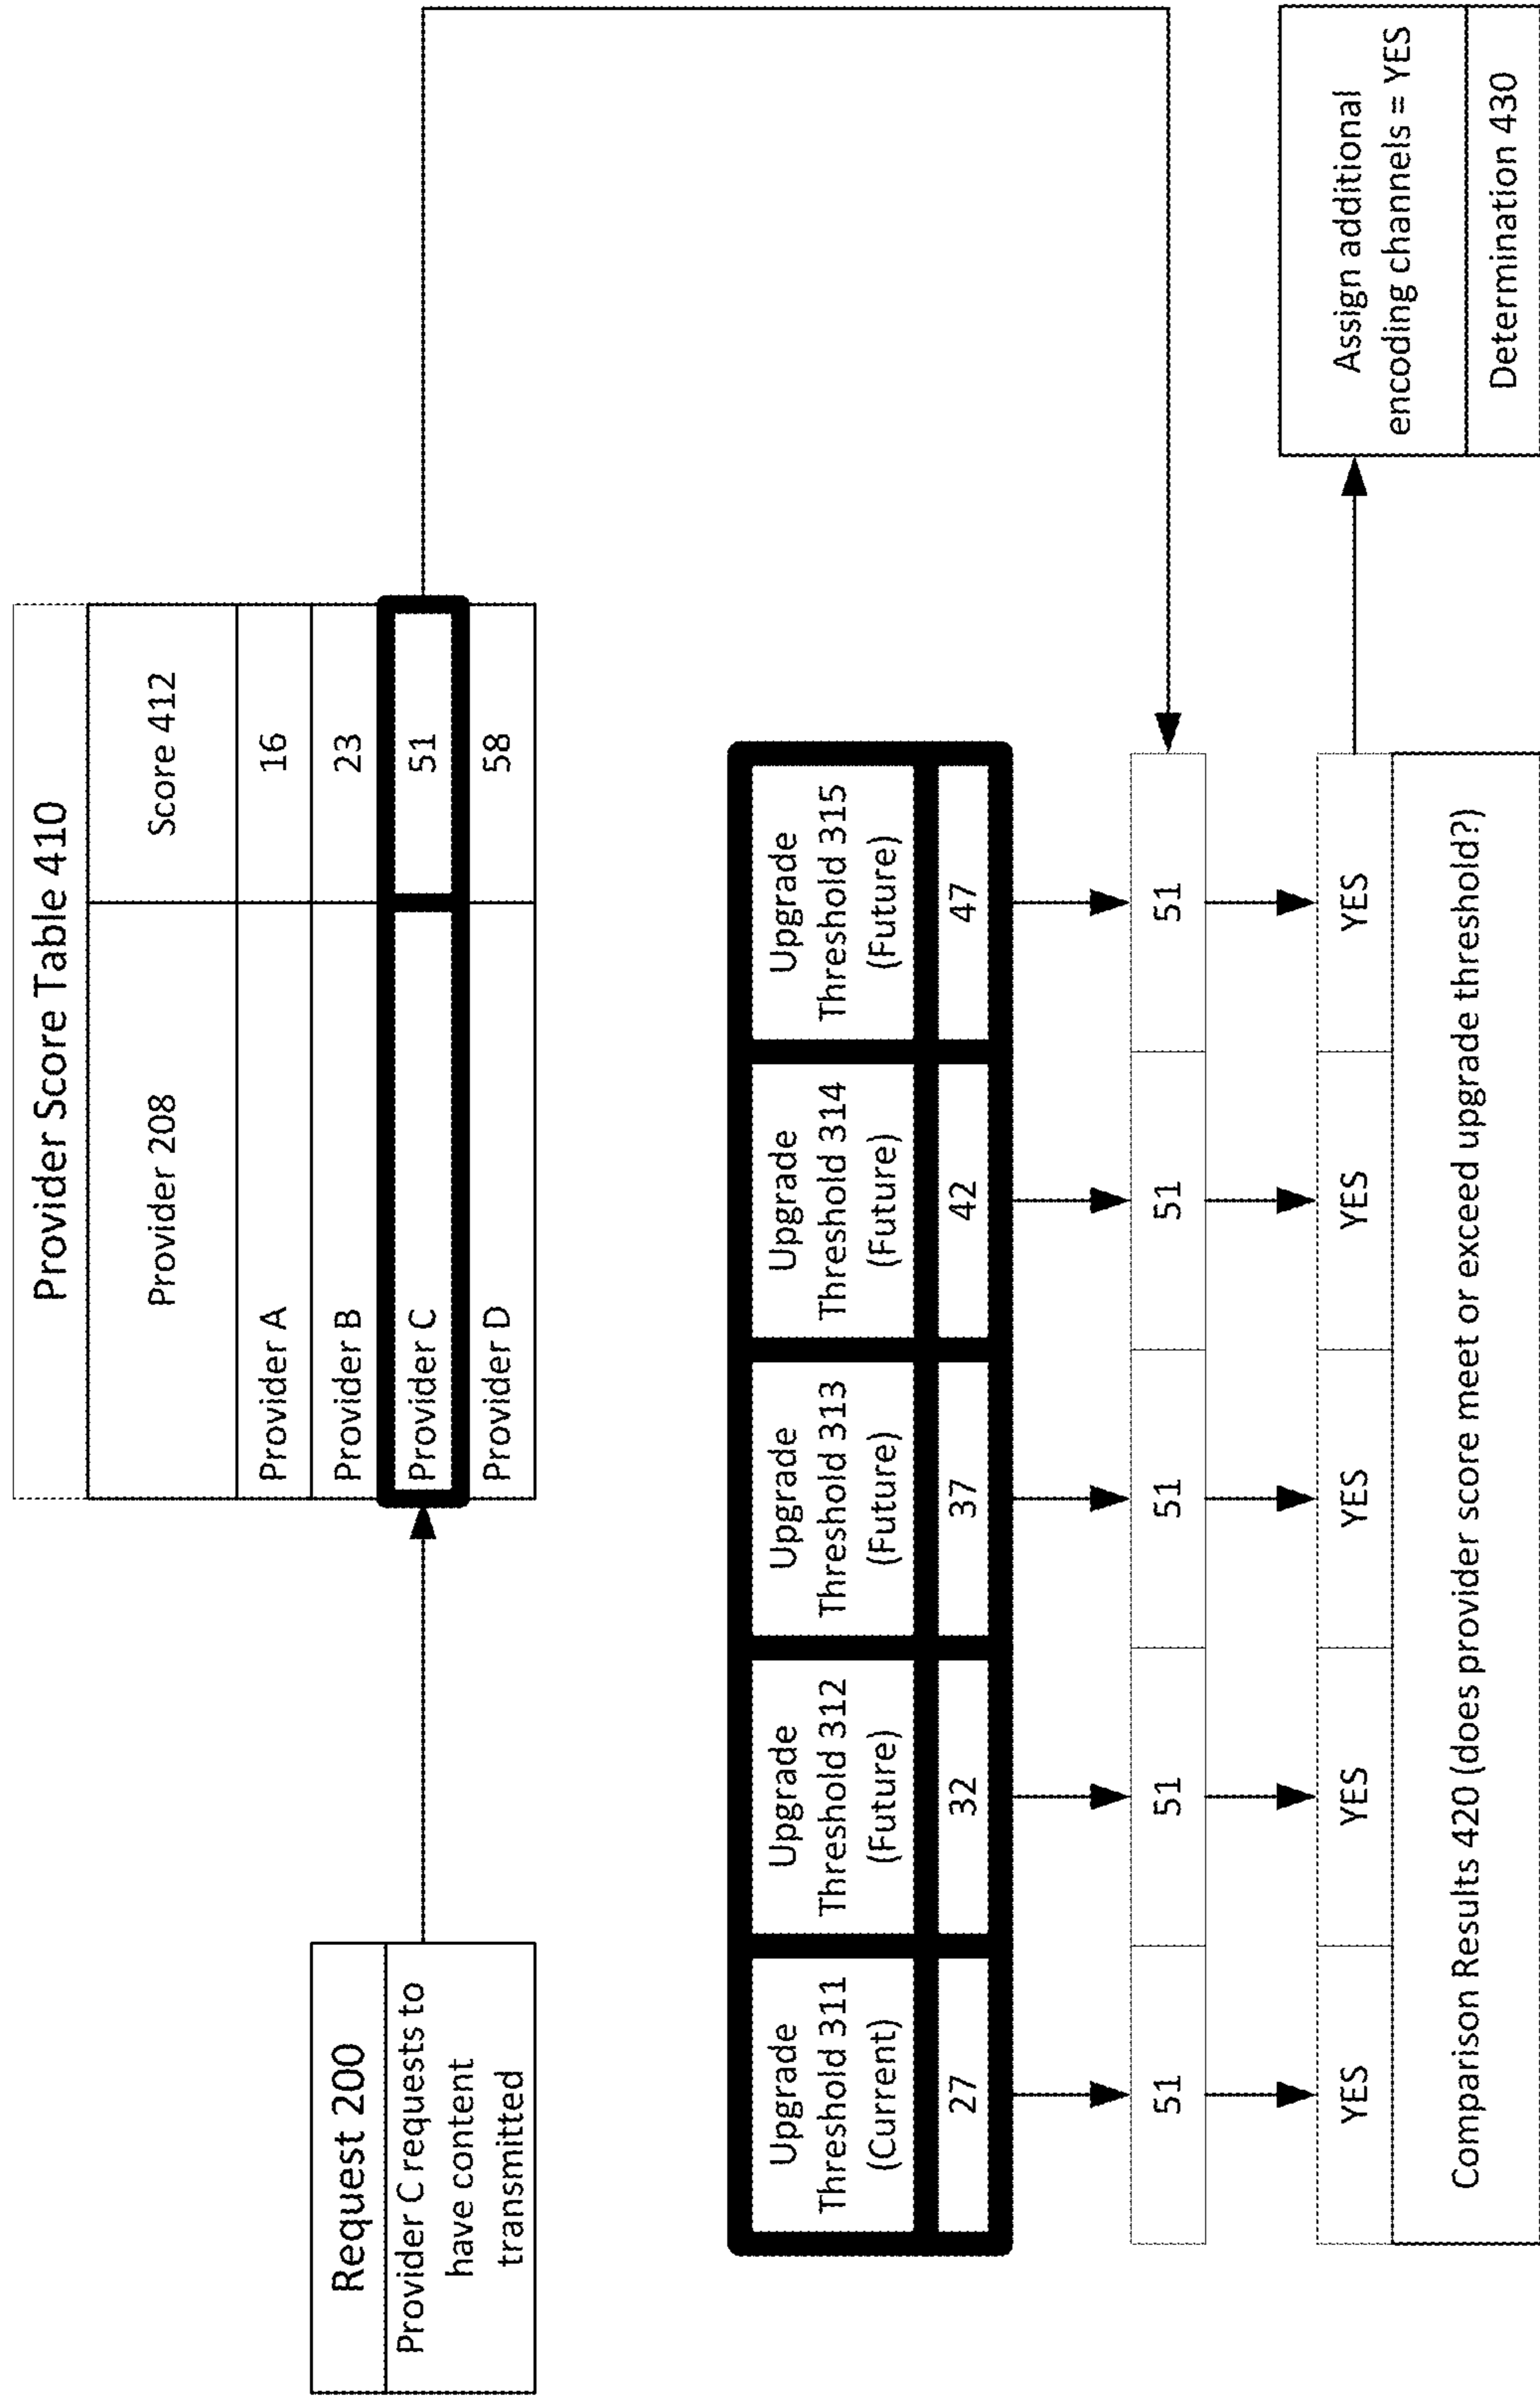 Provider Score Table 410
Provider 208
Score 412
Provider A
16
Provider B
23
Provider C
51
Provider D
58
Request 200
Provider C requests to
have content
transmitted
Upgrade
Threshold 311
(Current)
Upgrade
Threshold 312
(Future)
Upgrade
Threshold 313
(Future)
Upgrade
Threshold 314
(Future)
Upgrade
Threshold 315
(Future)
27
32
37
42
47
51
51
51
51
51
YES
YES
YES
YES
YES
Comparison Results 420 (does provider score meet or exceed upgrade threshold?)
Assign additional
encoding channels = YES
Determination 430